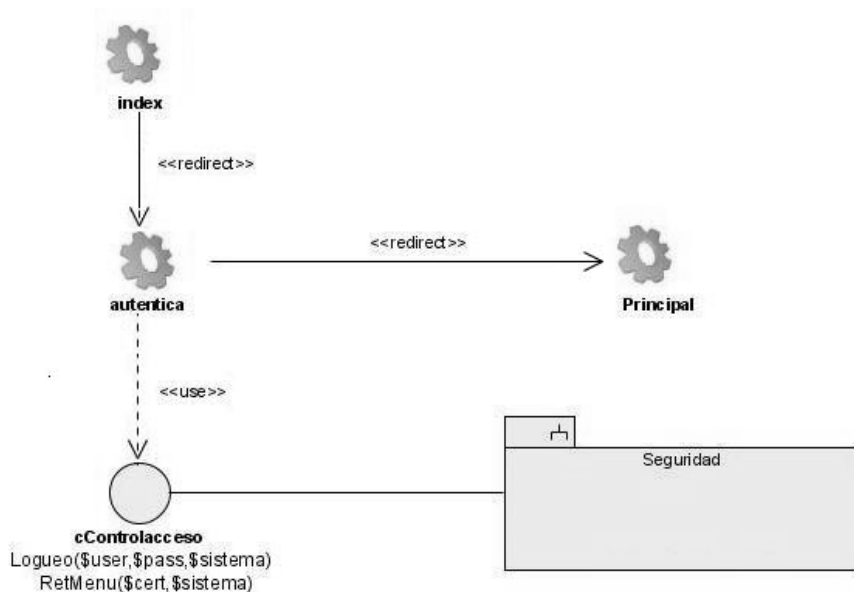 index
<<redirect>>
<<redirect>>
autentica
Principal
<<use>>
Seguridad
cControlacceso
Logueo($user,$pass,$sistema)
RetMenu($cert,$sistema)